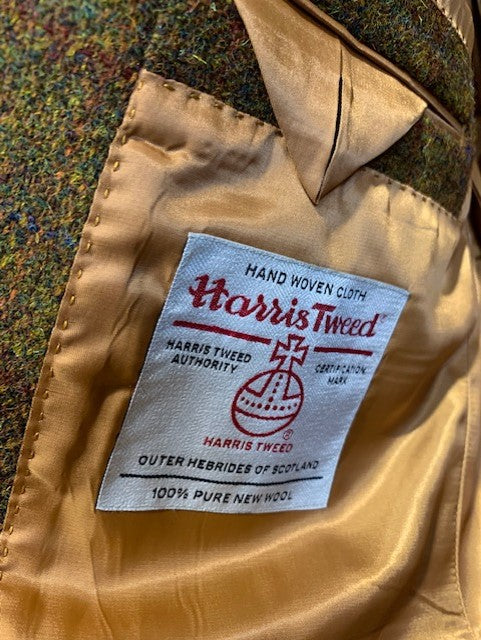 HAND WOVEN CLOTH
Harris Tweed®
HARRIS TWEED AUTHORITY
CERTIFICATION MARK
HARRIS TWEED ®
OUTER HEBRIDES OF SCOTLAND
100% PURE NEW WOOL